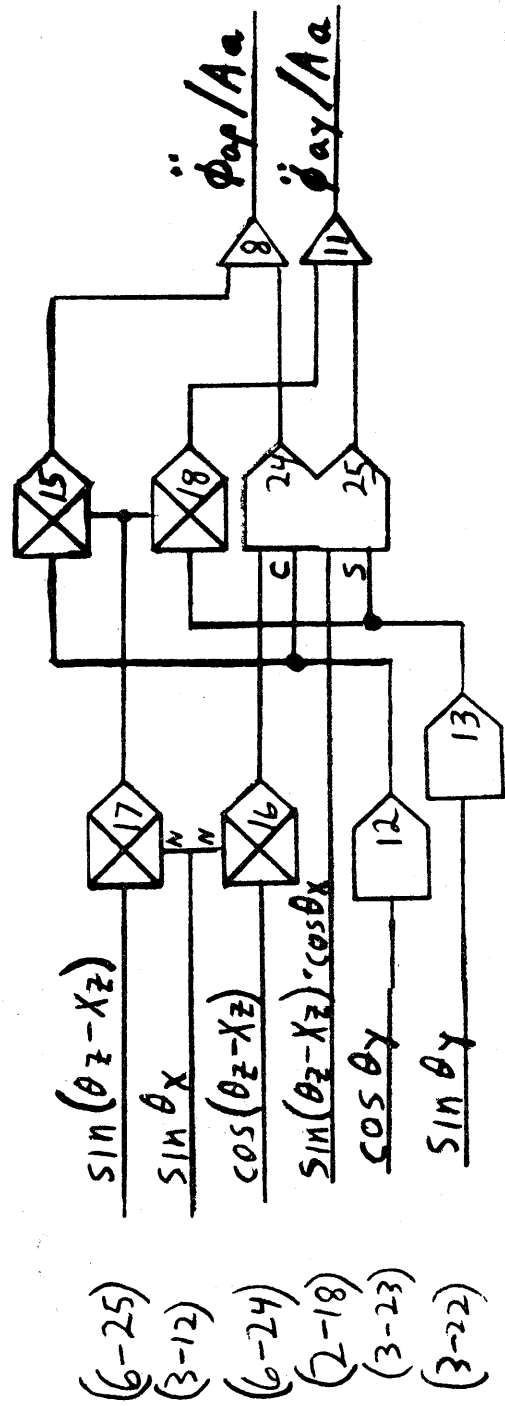 (6-25) sin(θz-Xz) 17 15
(3-12) sin θx N N 18
(6-24) cos(θz-Xz) 16 C 24 8 φ̈ap/Aa
(2-18) sin(θz-Xz)·cosθx S 25 11 φ̈ay/Aa
(3-23) cos θy 12
(3-22) sin θy 13